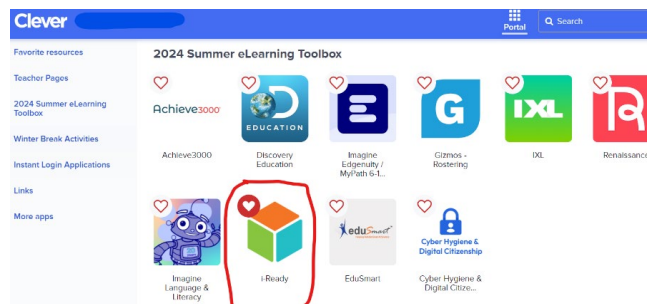 Clever
Portal
Search
Favorite resources
Teacher Pages
2024 Summer eLearning
Toolbox
Winter Break Activities
Instant Login Applications
Links
More apps
2024 Summer eLearning Toolbox
Achieve3000
EDUCATION
IXL
Achieve3000
Discovery
Education
Imagine
Edgenuity /
MyPath 6-1...
Gizmos -
Rostering
IXL
Renaissance
eduSmart
Cyber Hygiene &
Digital Citizenship
Imagine
Language &
Literacy
i-Ready
EduSmart
Cyber Hygiene &
Digital Citize...